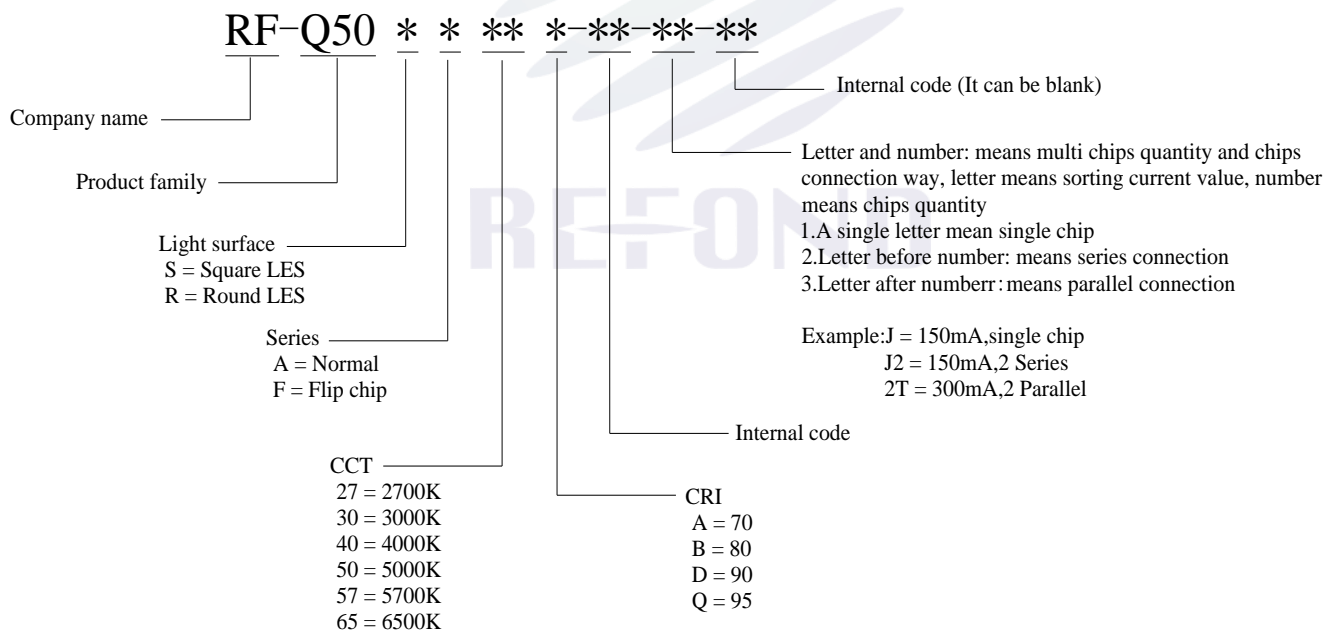 RF-Q50 * * ** *-**-**-**
Internal code (It can be blank)
Company name
Letter and number: means multi chips quantity and chips
connection way, letter means sorting current value, number
means chips quantity
1.A single letter mean single chip
2.Letter before number: means series connection
3.Letter after numberr:means parallel connection
Product family
REFOND
Light surface
S = Square LES
R = Round LES
Series
A = Normal
F = Flip chip
Example:J = 150mA,single chip
J2 = 150mA,2 Series
2T = 300mA,2 Parallel
Internal code
CCT
27 = 2700K
30 = 3000K
40 = 4000K
50 = 5000K
57 = 5700K
65 = 6500K
CRI
A = 70
B = 80
D = 90
Q = 95